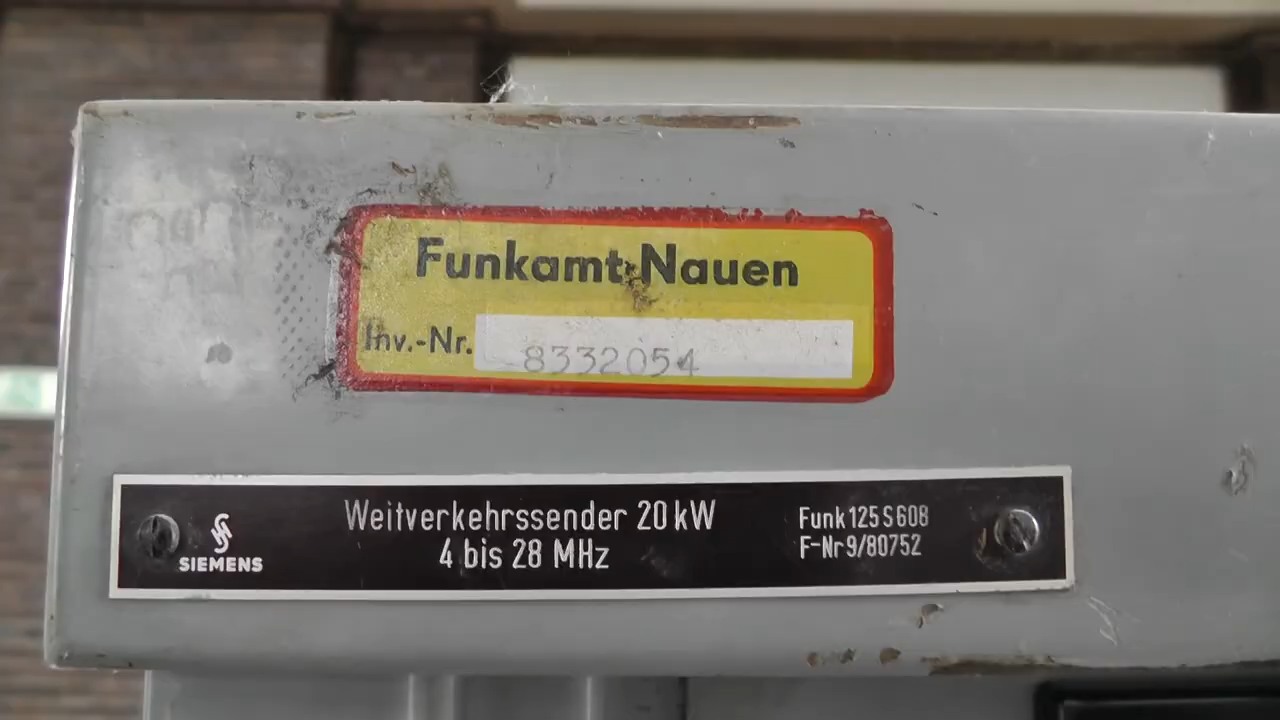 Funkamt Nauen
Inv.-Nr. 8332054
Weitverkehrssender 20 kW
4 bis 28 MHz
SIEMENS
Funk 125 S 608
F-Nr 9/80752